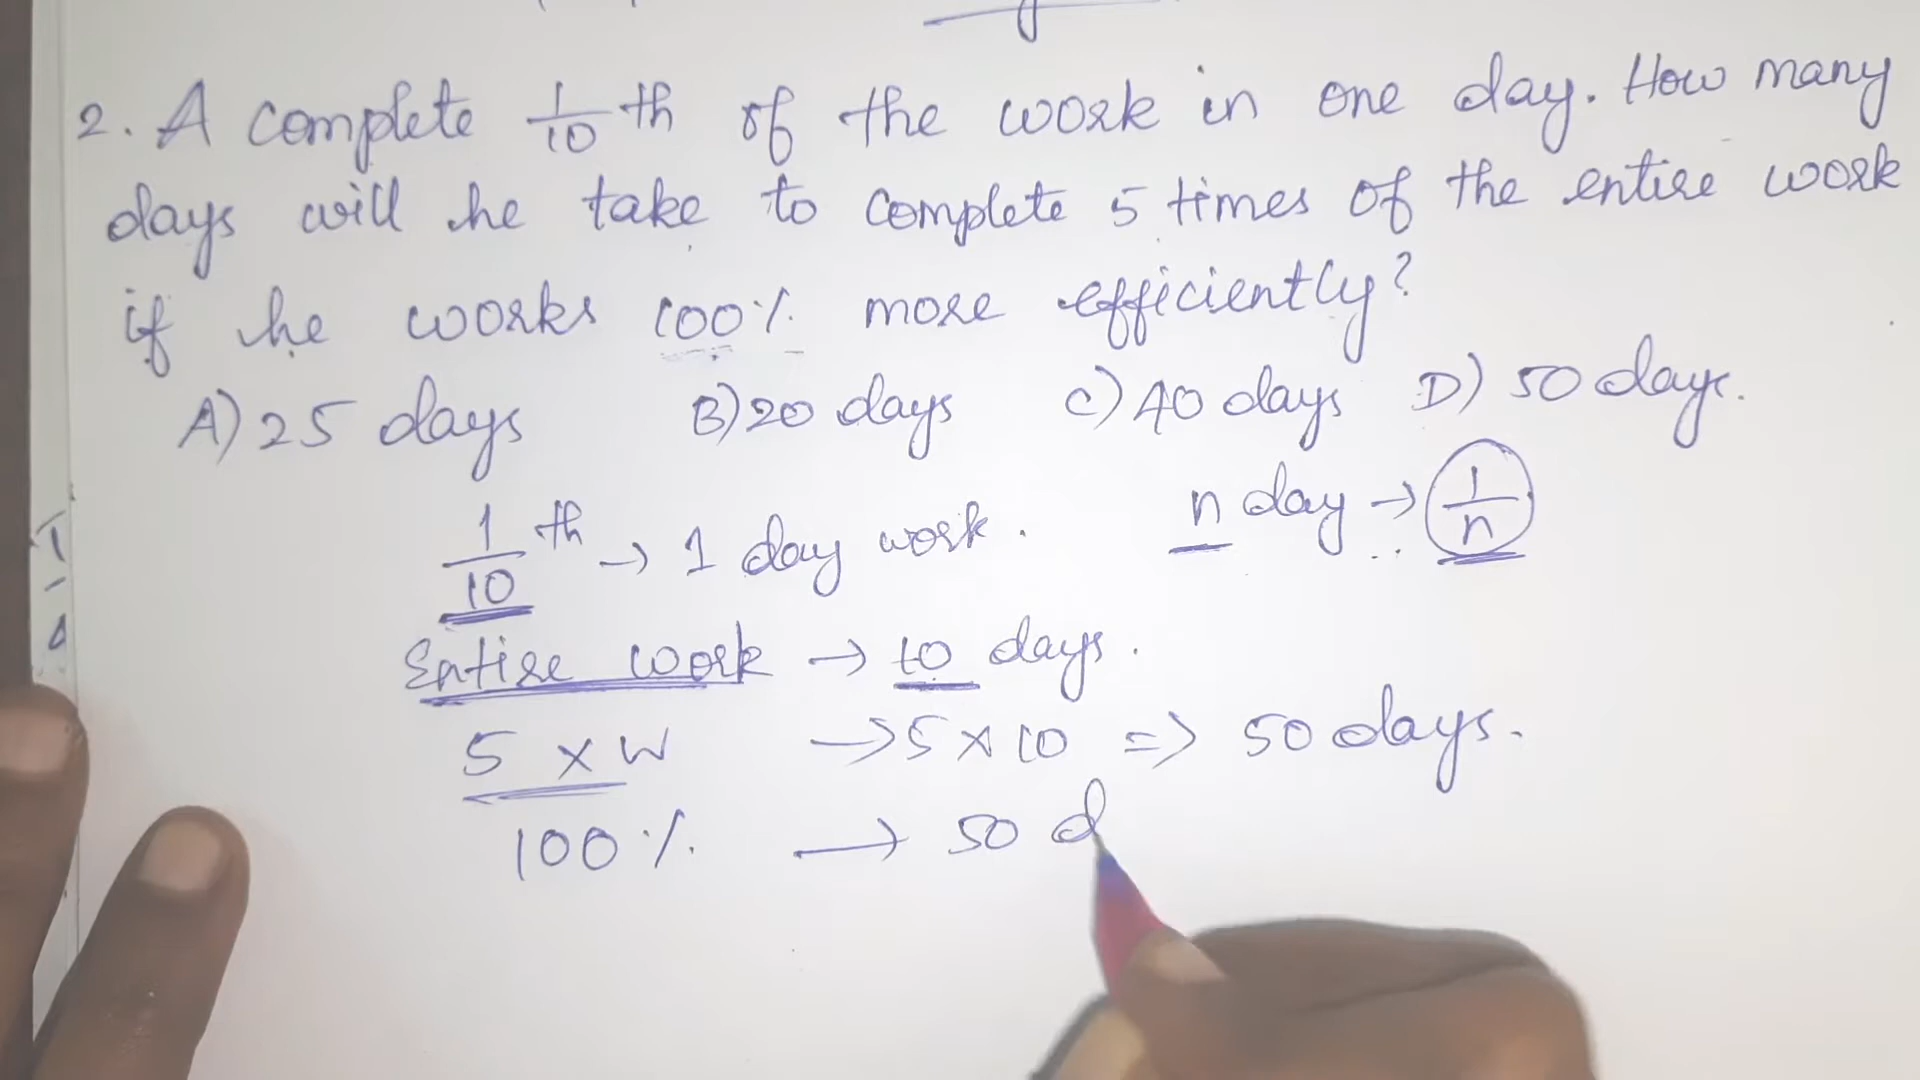 2. A complete 1/10 th of the work in one day. How many
days will he take to complete 5 times of the entire work
if he works 100% more efficiently?
A) 25 days B) 20 days C) 40 days D) 50 days.
1/10 th → 1 day work. n day → 1/n
Entire work → 10 days.
5 x W → 5 x 10 => 50 days.
100% → 50 d